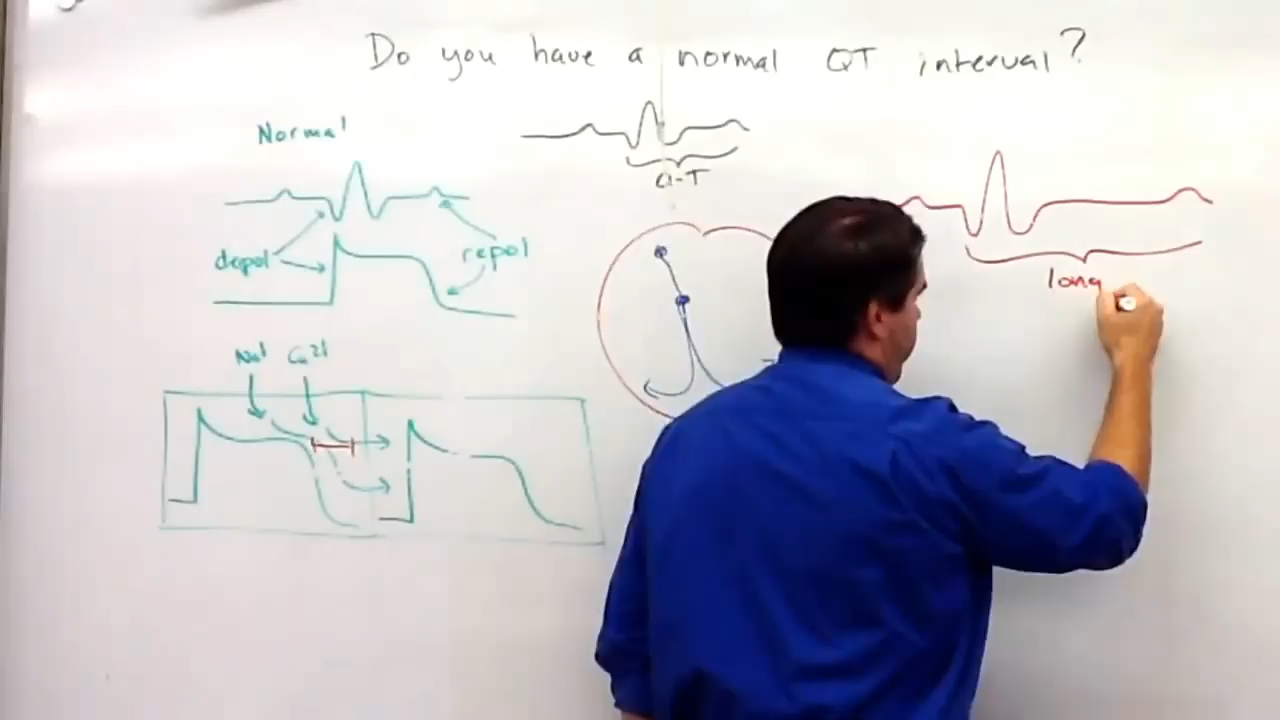 Do you have a normal QT interval?
Normal
Q-T
depol
repol
long
Na⁺ Ca²⁺